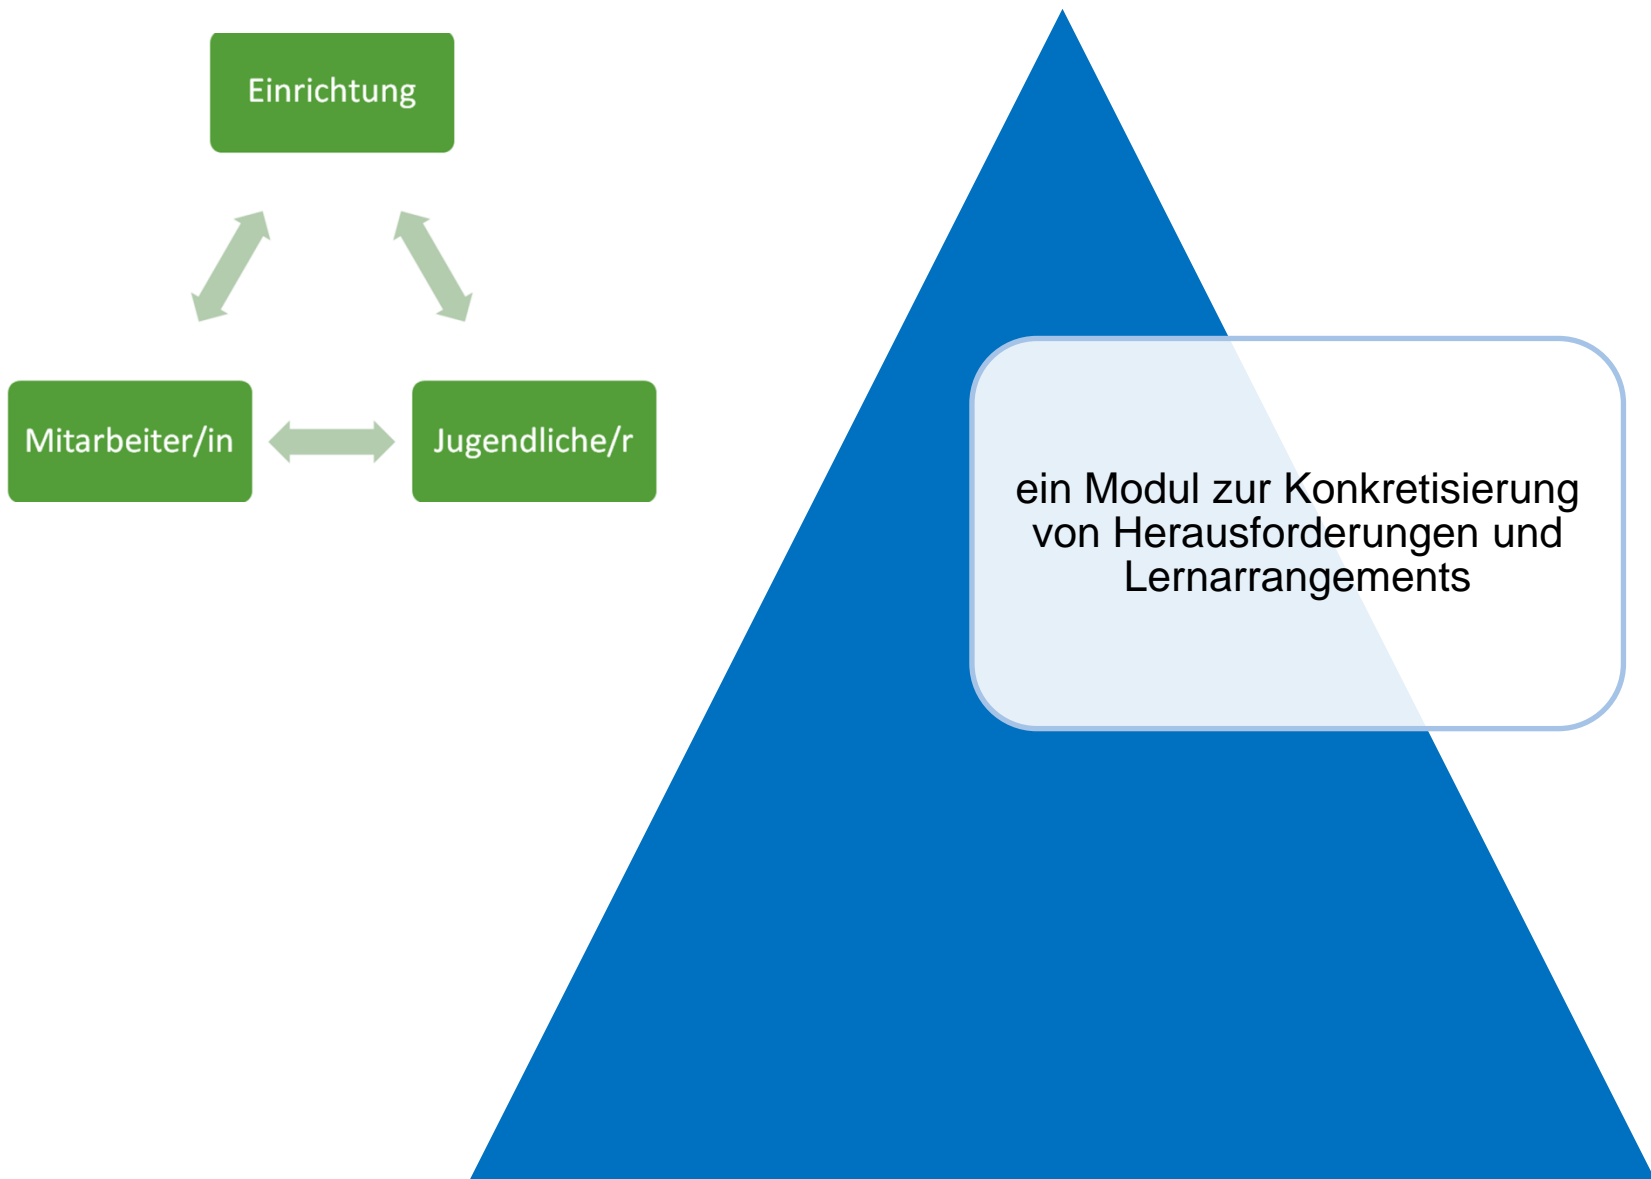 Einrichtung
Mitarbeiter/in
Jugendliche/r
ein Modul zur Konkretisierung
von Herausforderungen und
Lernarrangements